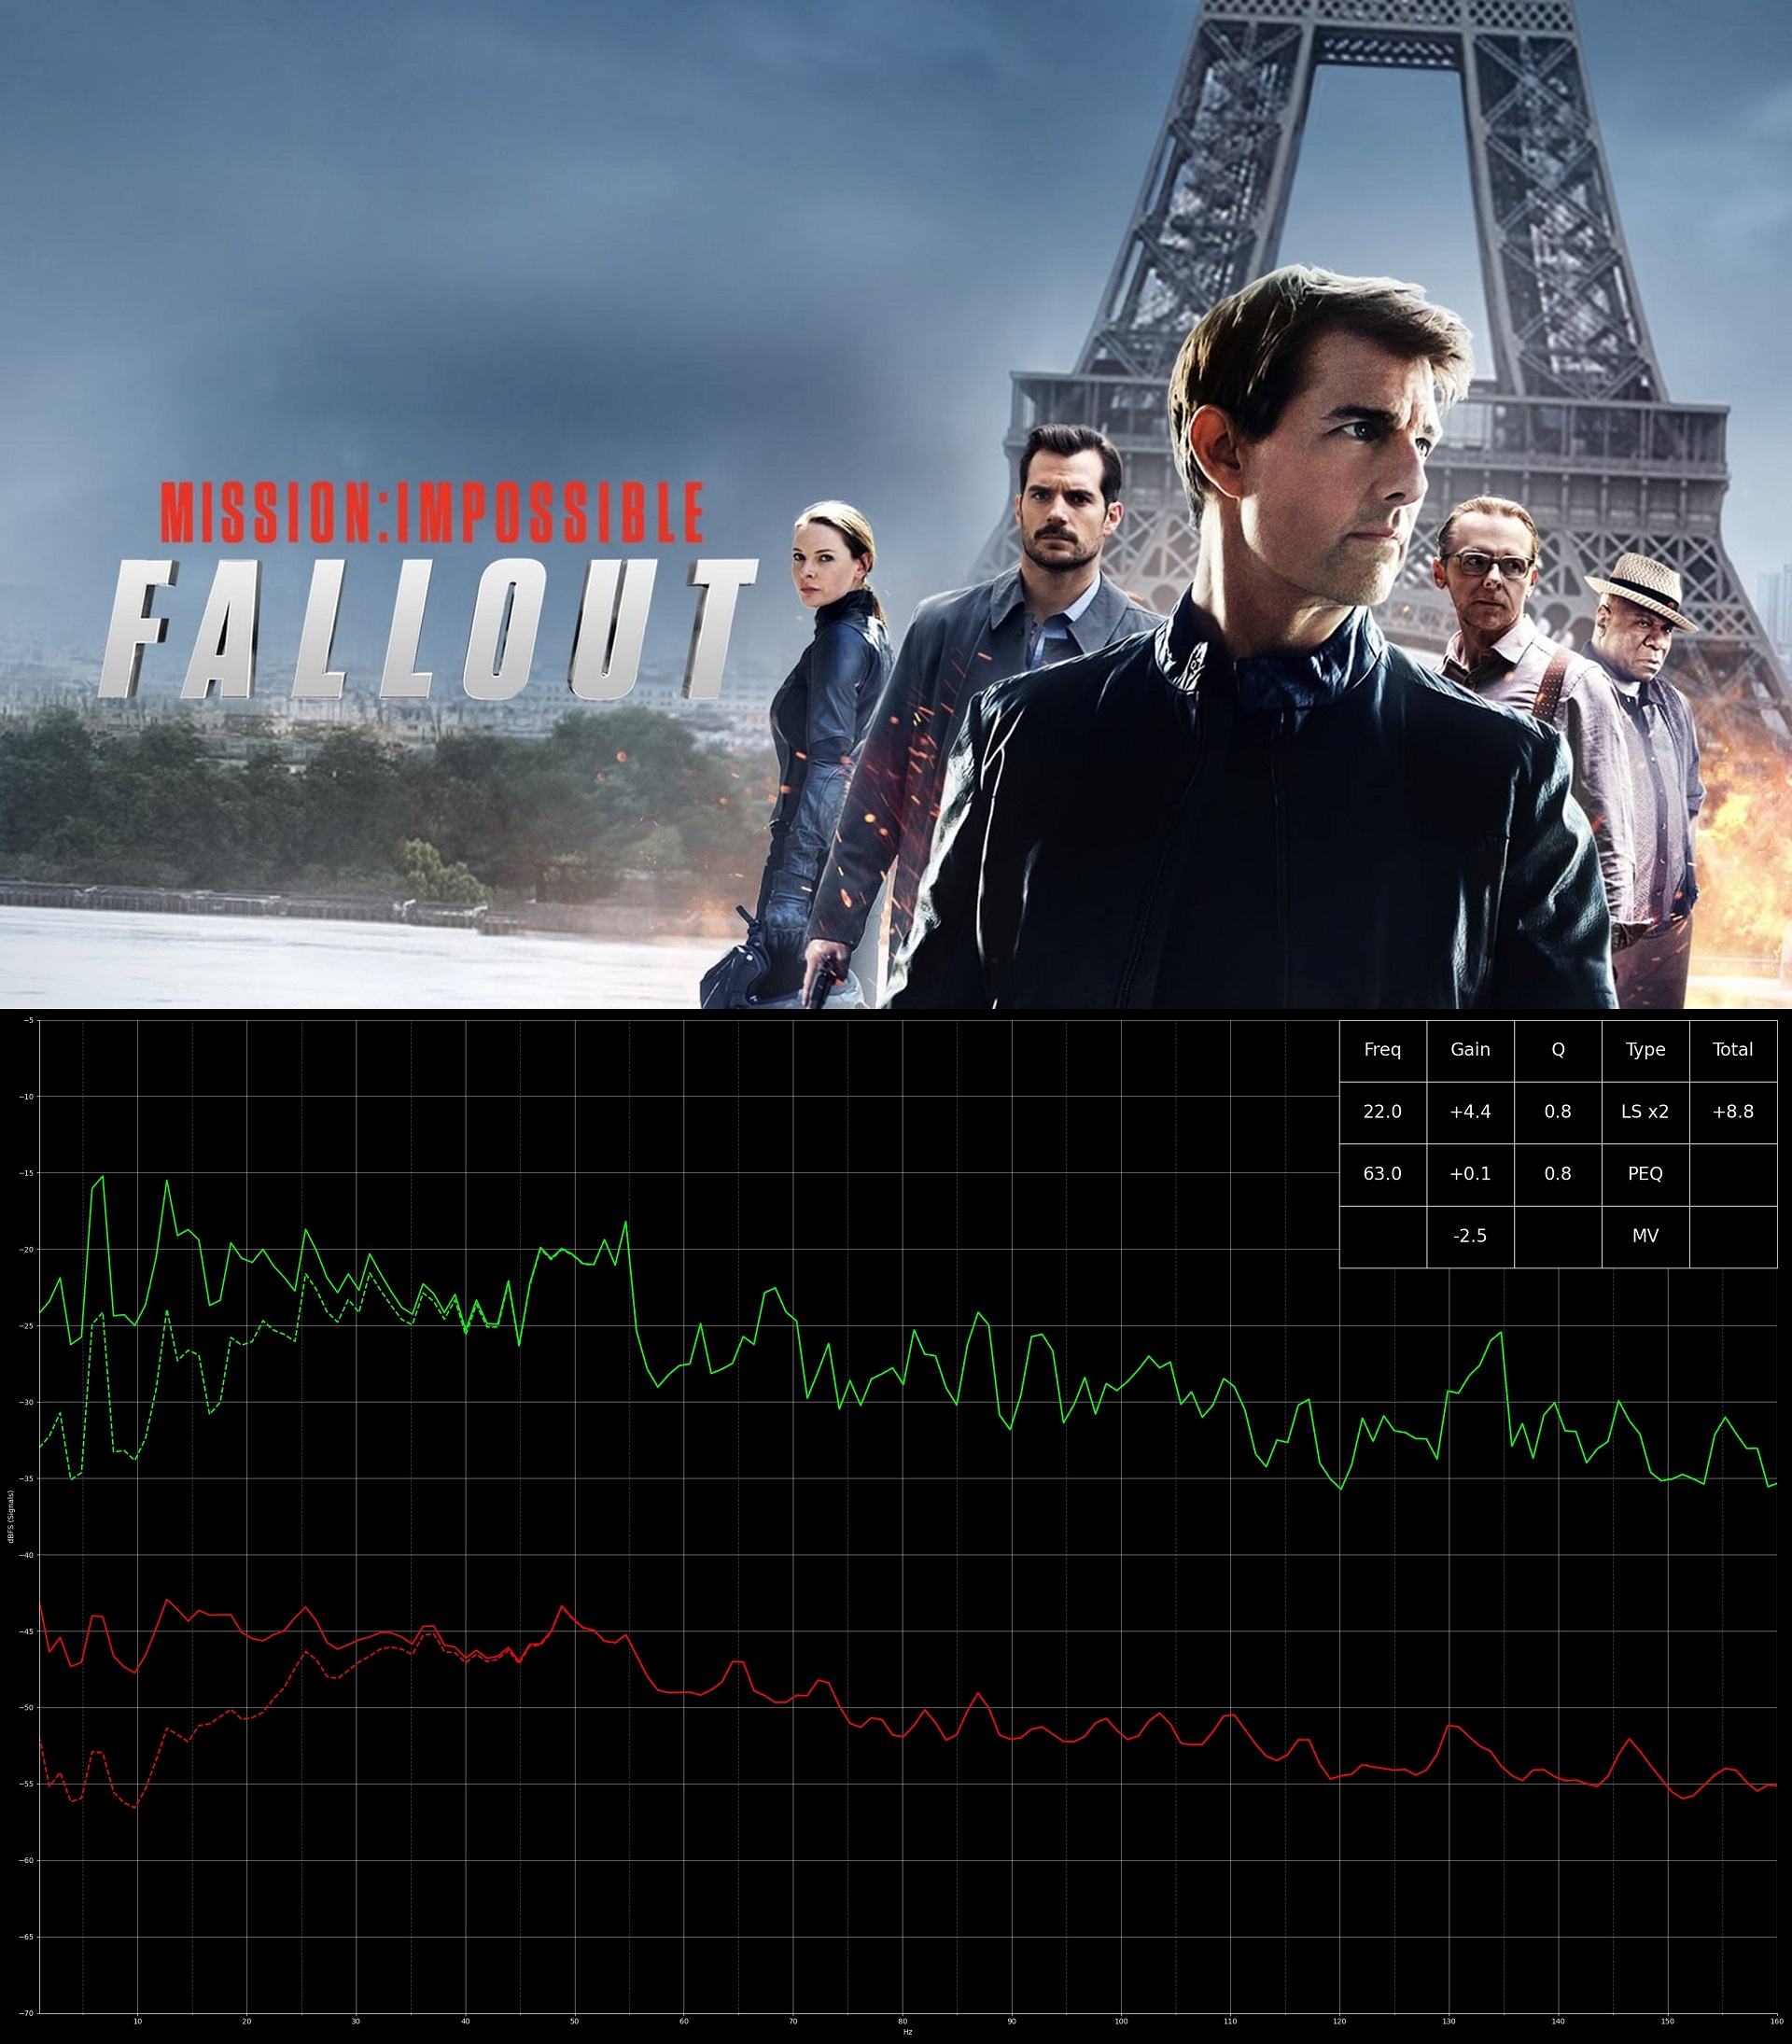 MISSION:IMPOSSIBLE
FALLOUT
Freq Gain Q Type Total
22.0 +4.4 0.8 LS x2 +8.8
63.0 +0.1 0.8 PEQ
-2.5 MV
−5
−10
−15
−20
−25
−30
−35
−40
−45
−50
−55
−60
−65
−70
dBFS (Signals)
10 20 30 40 50 60 70 80 90 100 110 120 130 140 150 160
Hz